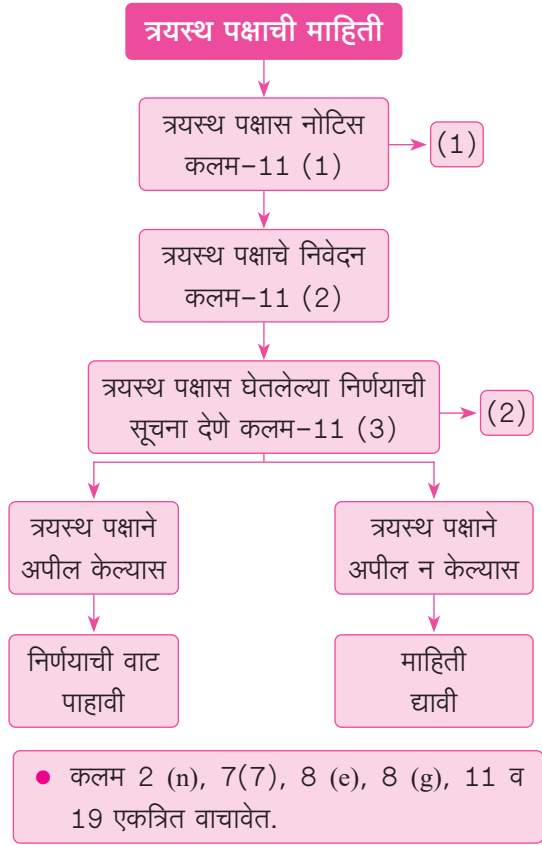 त्रयस्थ पक्षाची माहिती
त्रयस्थ पक्षास नोटिस
कलम-11 (1)
(1)
त्रयस्थ पक्षाचे निवेदन
कलम-11 (2)
त्रयस्थ पक्षास घेतलेल्या निर्णयाची
सूचना देणे कलम-11 (3)
(2)
त्रयस्थ पक्षाने
अपील केल्यास
त्रयस्थ पक्षाने
अपील न केल्यास
निर्णयाची वाट
पाहावी
माहिती
द्यावी
● कलम 2 (n), 7(7), 8 (e), 8 (g), 11 व
19 एकत्रित वाचावेत.